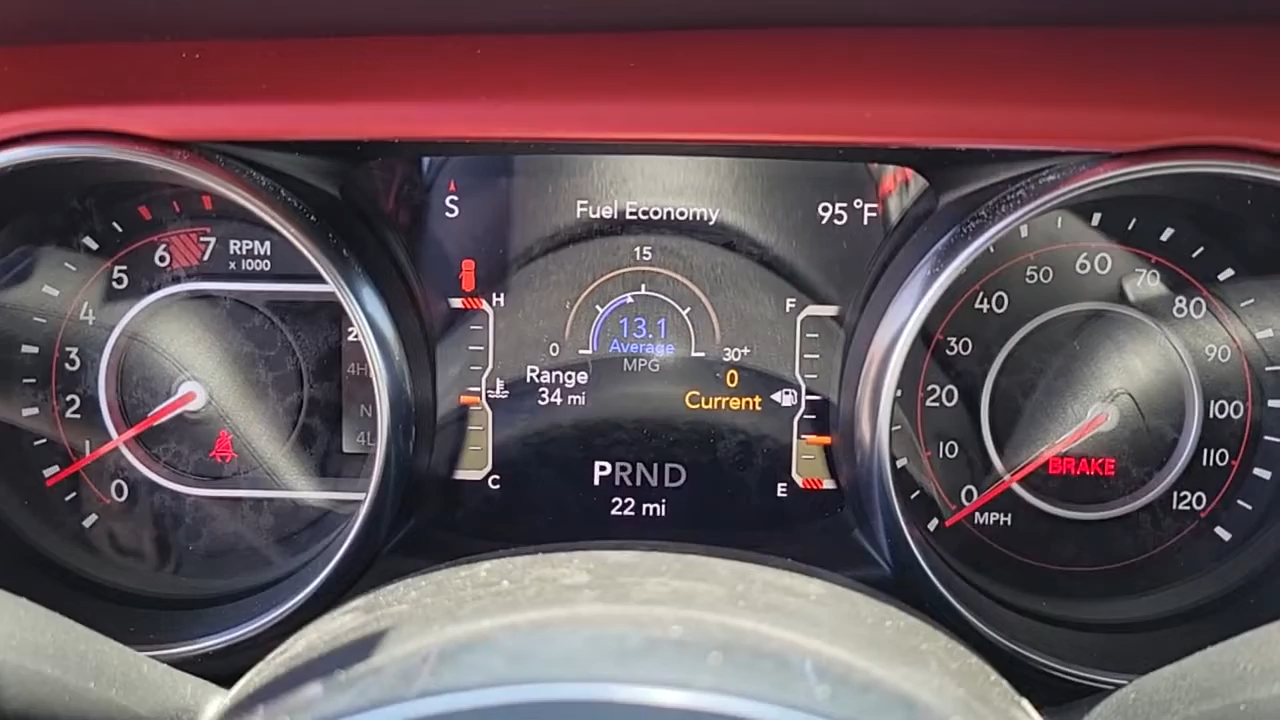 6 7 RPM
x 1000
5
4
3
2
1
0
2
4H
N
4L
S
Fuel Economy
95°F
H
C
15
0
30+
13.1
Average
MPG
Range
34 mi
0
Current
PRND
22 mi
F
E
0
10
20
30
40
50
60
70
80
90
100
110
120
MPH
BRAKE